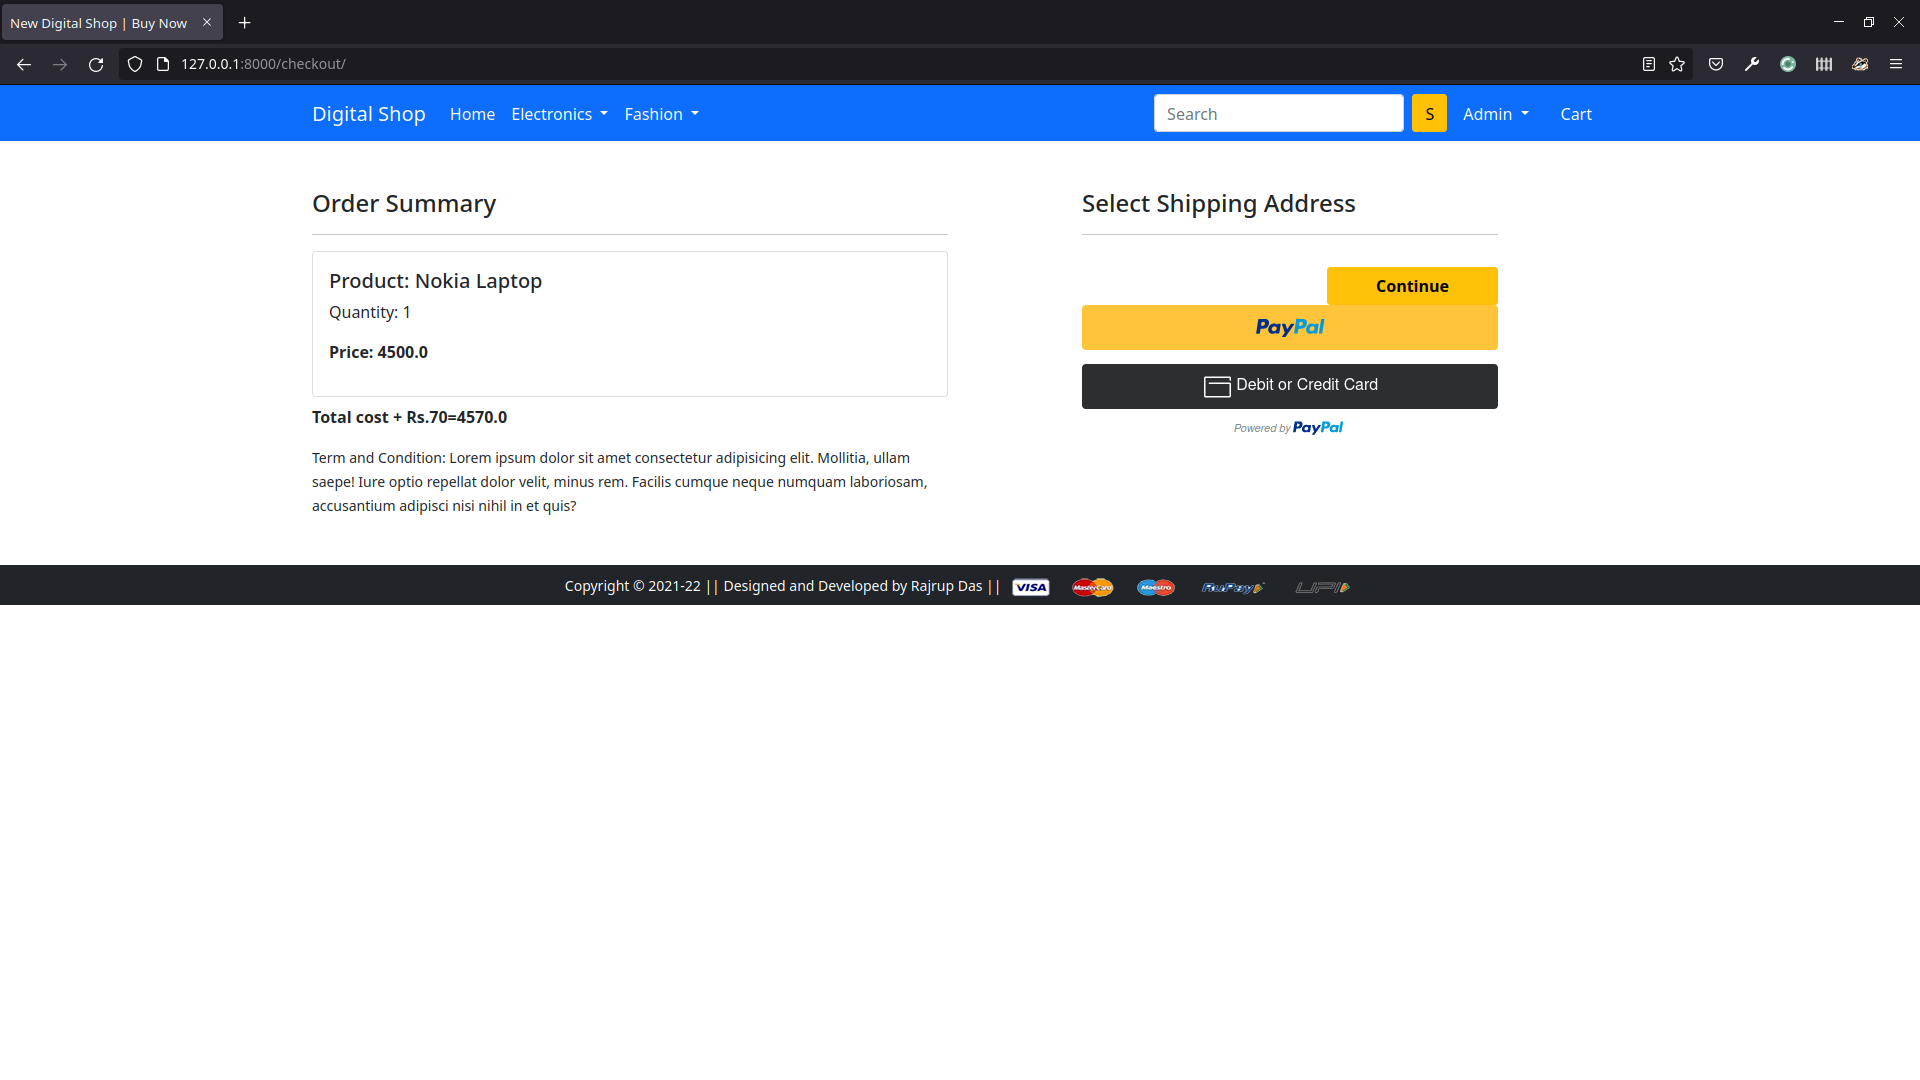 New Digital Shop | Buy Now
127.0.0.1:8000/checkout/
Digital Shop Home Electronics Fashion Search S Admin Cart
Order Summary
Product: Nokia Laptop
Quantity: 1
Price: 4500.0
Total cost + Rs.70=4570.0
Term and Condition: Lorem ipsum dolor sit amet consectetur adipisicing elit. Mollitia, ullam
saepe! Iure optio repellat dolor velit, minus rem. Facilis cumque neque numquam laboriosam,
accusantium adipisci nisi nihil in et quis?
Select Shipping Address
Continue
PayPal
Debit or Credit Card
Powered by PayPal
Copyright © 2021-22 || Designed and Developed by Rajrup Das || VISA MasterCard Maestro RuPay UPI